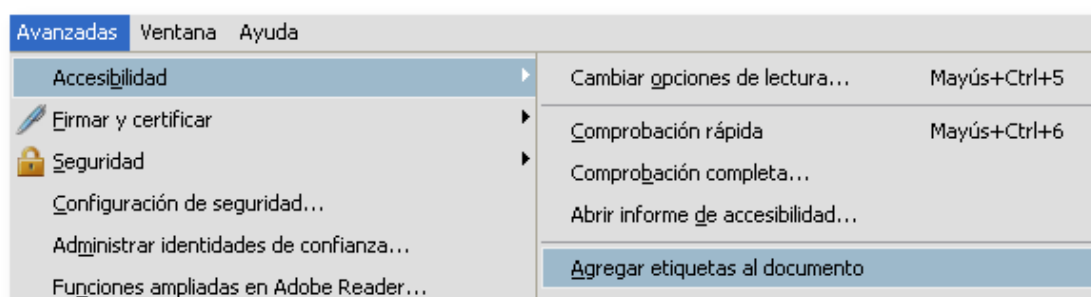 Avanzadas Ventana Ayuda
Accesibilidad
Firmar y certificar
Seguridad
Configuración de seguridad...
Administrar identidades de confianza...
Funciones ampliadas en Adobe Reader...
Cambiar opciones de lectura... Mayús+Ctrl+5
Comprobación rápida Mayús+Ctrl+6
Comprobación completa...
Abrir informe de accesibilidad...
Agregar etiquetas al documento